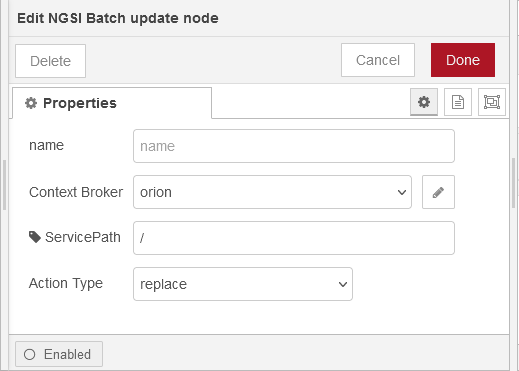 Edit NGSI Batch update node
Delete Cancel Done
Properties
name name
Context Broker orion
ServicePath /
Action Type replace
Enabled